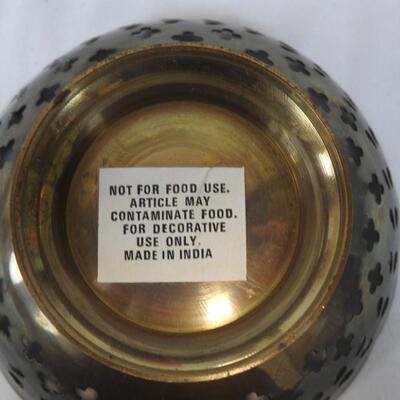 NOT FOR FOOD USE.
ARTICLE MAY
CONTAMINATE FOOD.
FOR DECORATIVE
USE ONLY.
MADE IN INDIA